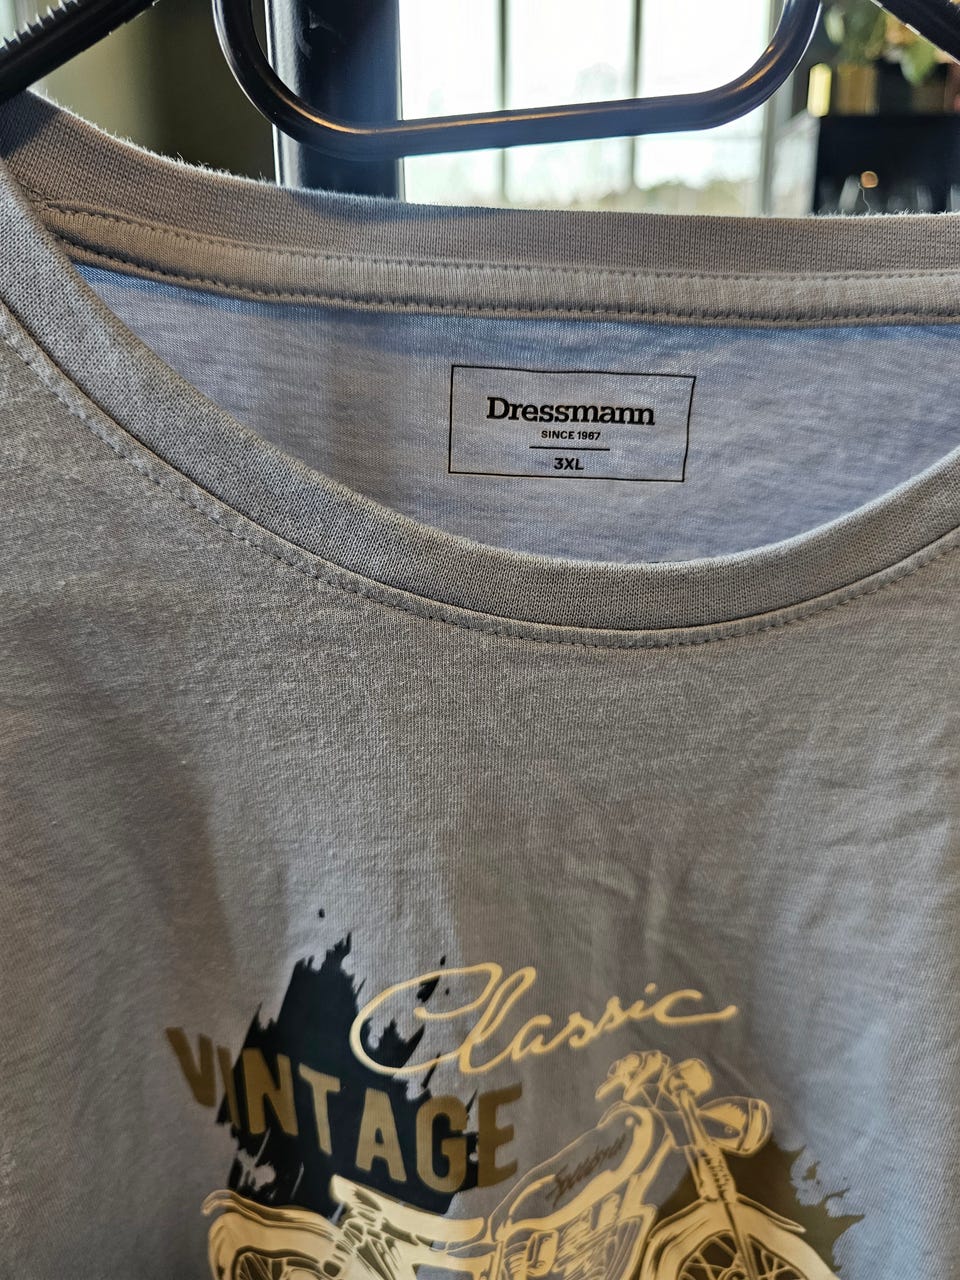 Dressmann
SINCE 1967
3XL
Classic
VINTAGE